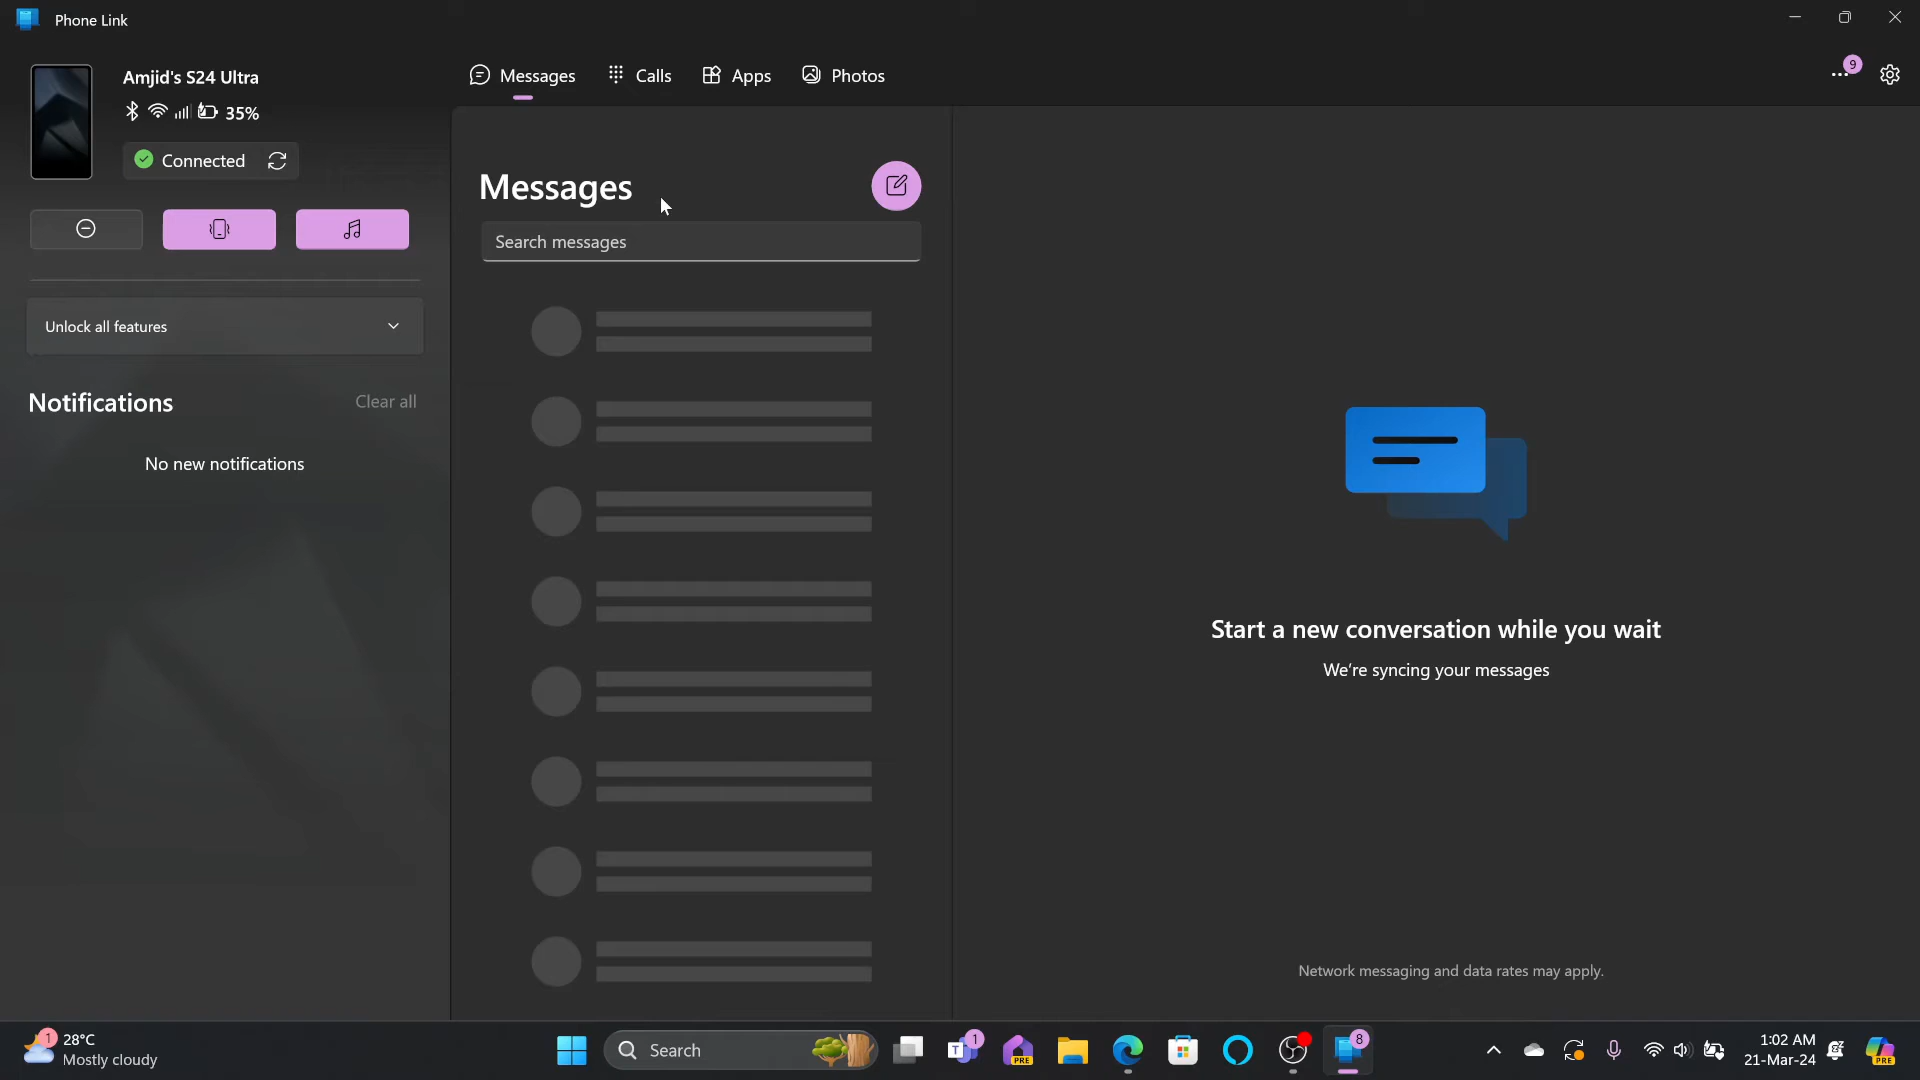 Phone Link
Amjid's S24 Ultra
35%
Connected
Messages
Calls
Apps
Photos
9
Unlock all features
Notifications
Clear all
No new notifications
Messages
Search messages
Start a new conversation while you wait
We're syncing your messages
Network messaging and data rates may apply.
1
28°C
Mostly cloudy
Search
T
1
PRE
8
1:02 AM
21-Mar-24
PRE